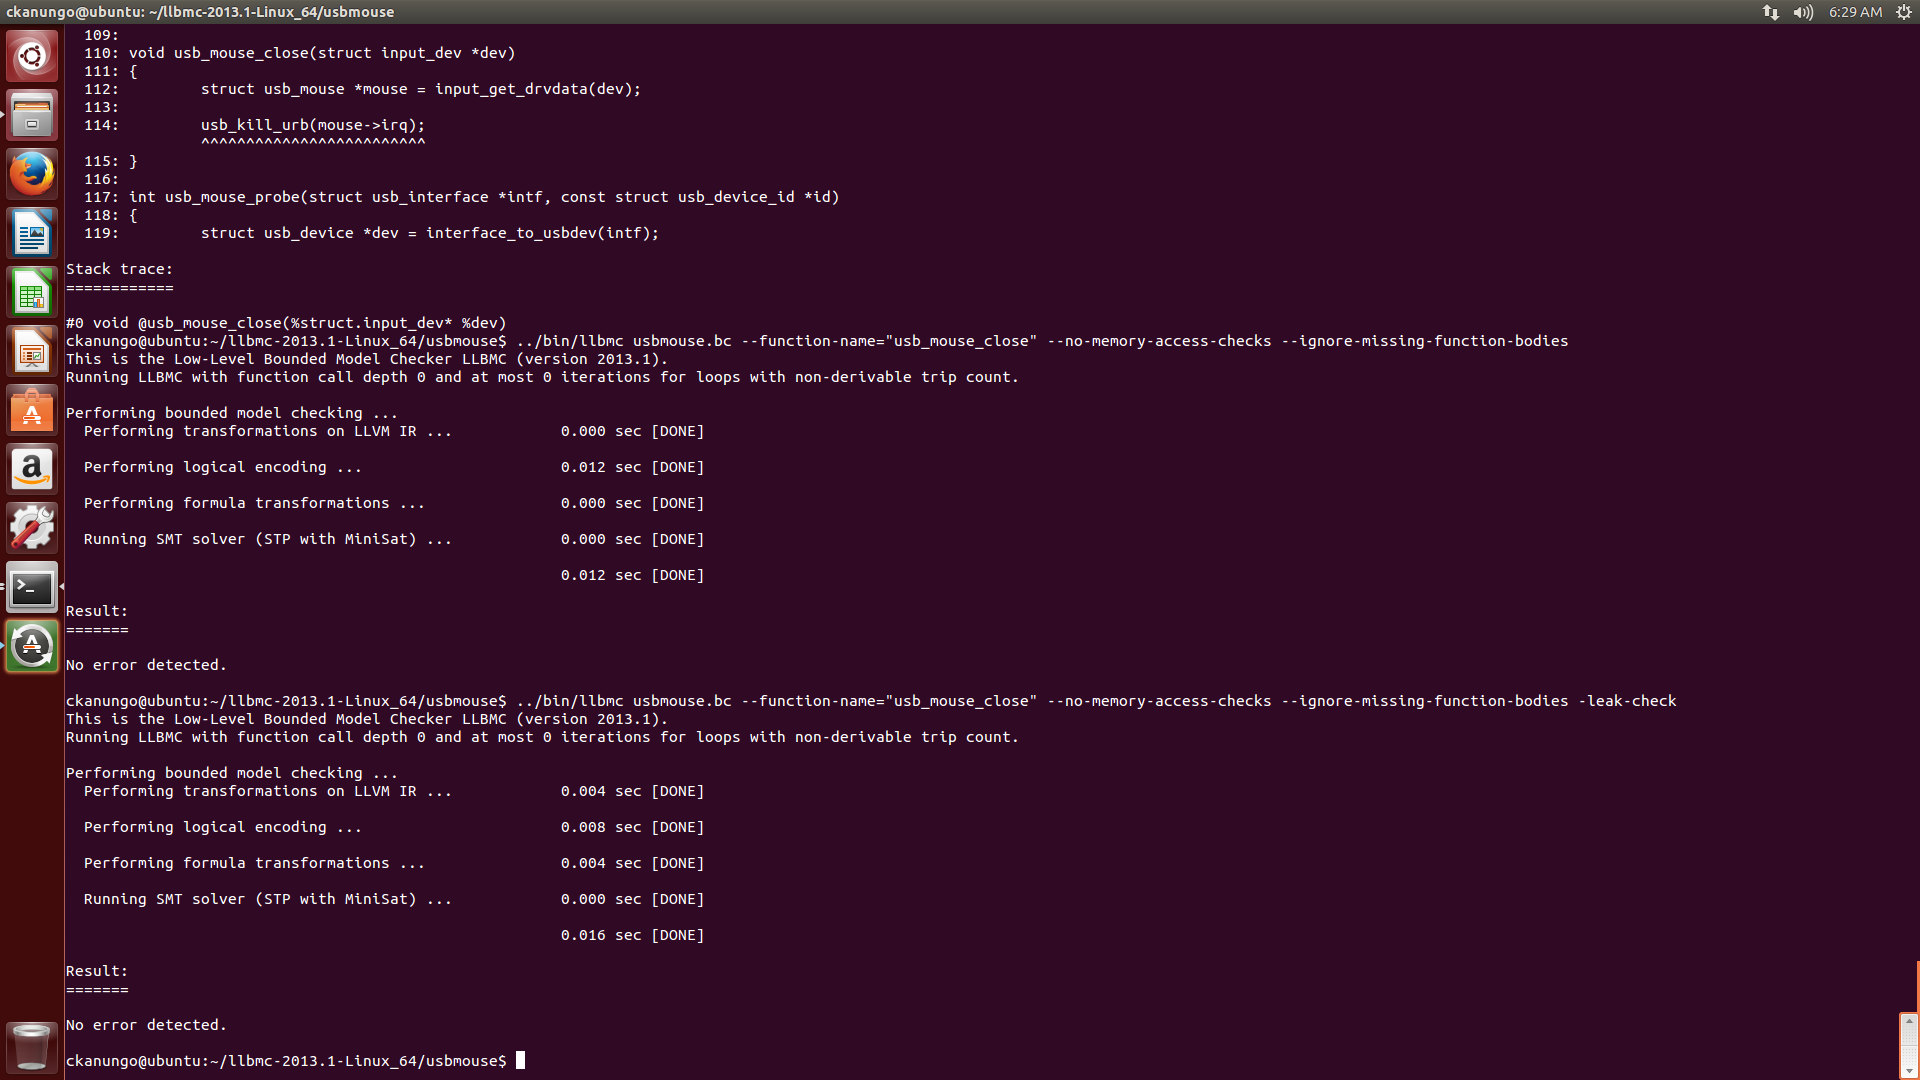 ckanungo@ubuntu: ~/llbmc-2013.1-Linux_64/usbmouse
6:29 AM
109:
110: void usb_mouse_close(struct input_dev *dev)
111: {
112:         struct usb_mouse *mouse = input_get_drvdata(dev);
113:
114:         usb_kill_urb(mouse->irq);
^^^^^^^^^^^^^^^^^^^^^^^^^
115: }
116:
117: int usb_mouse_probe(struct usb_interface *intf, const struct usb_device_id *id)
118: {
119:         struct usb_device *dev = interface_to_usbdev(intf);
Stack trace:
============
#0 void @usb_mouse_close(%struct.input_dev* %dev)
ckanungo@ubuntu:~/llbmc-2013.1-Linux_64/usbmouse$ ../bin/llbmc usbmouse.bc --function-name="usb_mouse_close" --no-memory-access-checks --ignore-missing-function-bodies
This is the Low-Level Bounded Model Checker LLBMC (version 2013.1).
Running LLBMC with function call depth 0 and at most 0 iterations for loops with non-derivable trip count.
Performing bounded model checking ...
Performing transformations on LLVM IR ...            0.000 sec [DONE]
Performing logical encoding ...                      0.012 sec [DONE]
Performing formula transformations ...               0.000 sec [DONE]
Running SMT solver (STP with MiniSat) ...            0.000 sec [DONE]
0.012 sec [DONE]
Result:
=======
No error detected.
ckanungo@ubuntu:~/llbmc-2013.1-Linux_64/usbmouse$ ../bin/llbmc usbmouse.bc --function-name="usb_mouse_close" --no-memory-access-checks --ignore-missing-function-bodies -leak-check
This is the Low-Level Bounded Model Checker LLBMC (version 2013.1).
Running LLBMC with function call depth 0 and at most 0 iterations for loops with non-derivable trip count.
Performing bounded model checking ...
Performing transformations on LLVM IR ...            0.004 sec [DONE]
Performing logical encoding ...                      0.008 sec [DONE]
Performing formula transformations ...               0.004 sec [DONE]
Running SMT solver (STP with MiniSat) ...            0.000 sec [DONE]
0.016 sec [DONE]
Result:
=======
No error detected.
ckanungo@ubuntu:~/llbmc-2013.1-Linux_64/usbmouse$